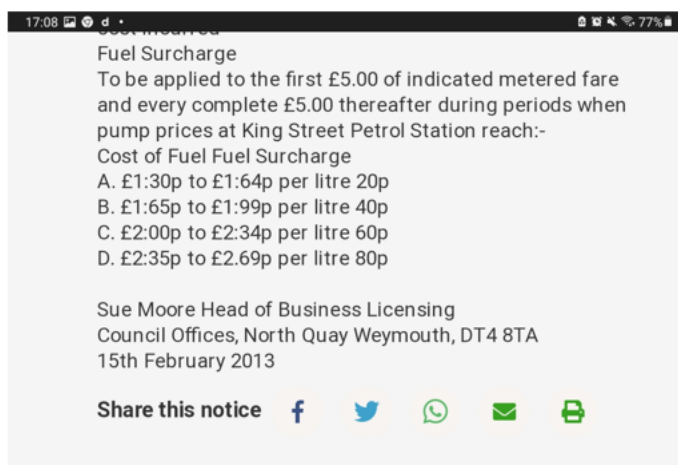 17:08 77%
Fuel Surcharge
To be applied to the first £5.00 of indicated metered fare
and every complete £5.00 thereafter during periods when
pump prices at King Street Petrol Station reach:-
Cost of Fuel Fuel Surcharge
A. £1:30p to £1:64p per litre 20p
B. £1:65p to £1:99p per litre 40p
C. £2:00p to £2:34p per litre 60p
D. £2:35p to £2.69p per litre 80p
Sue Moore Head of Business Licensing
Council Offices, North Quay Weymouth, DT4 8TA
15th February 2013
Share this notice